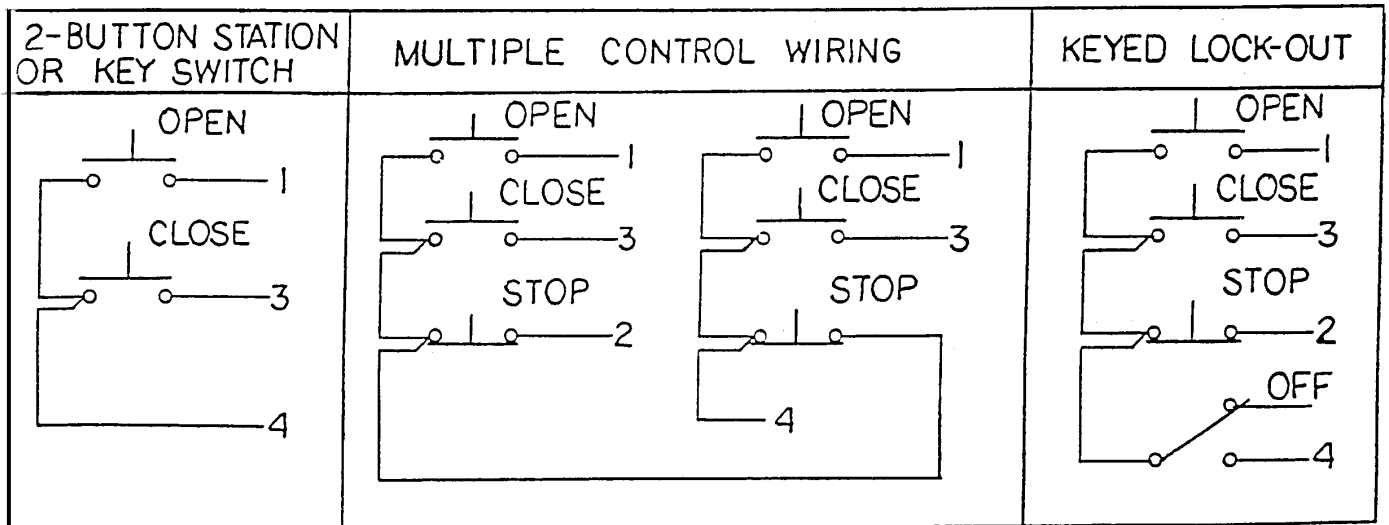 2-BUTTON STATION
OR KEY SWITCH
OPEN
1
CLOSE
3
4
MULTIPLE CONTROL WIRING
OPEN
1
CLOSE
3
STOP
2
OPEN
1
CLOSE
3
STOP
4
KEYED LOCK-OUT
OPEN
1
CLOSE
3
STOP
2
OFF
4